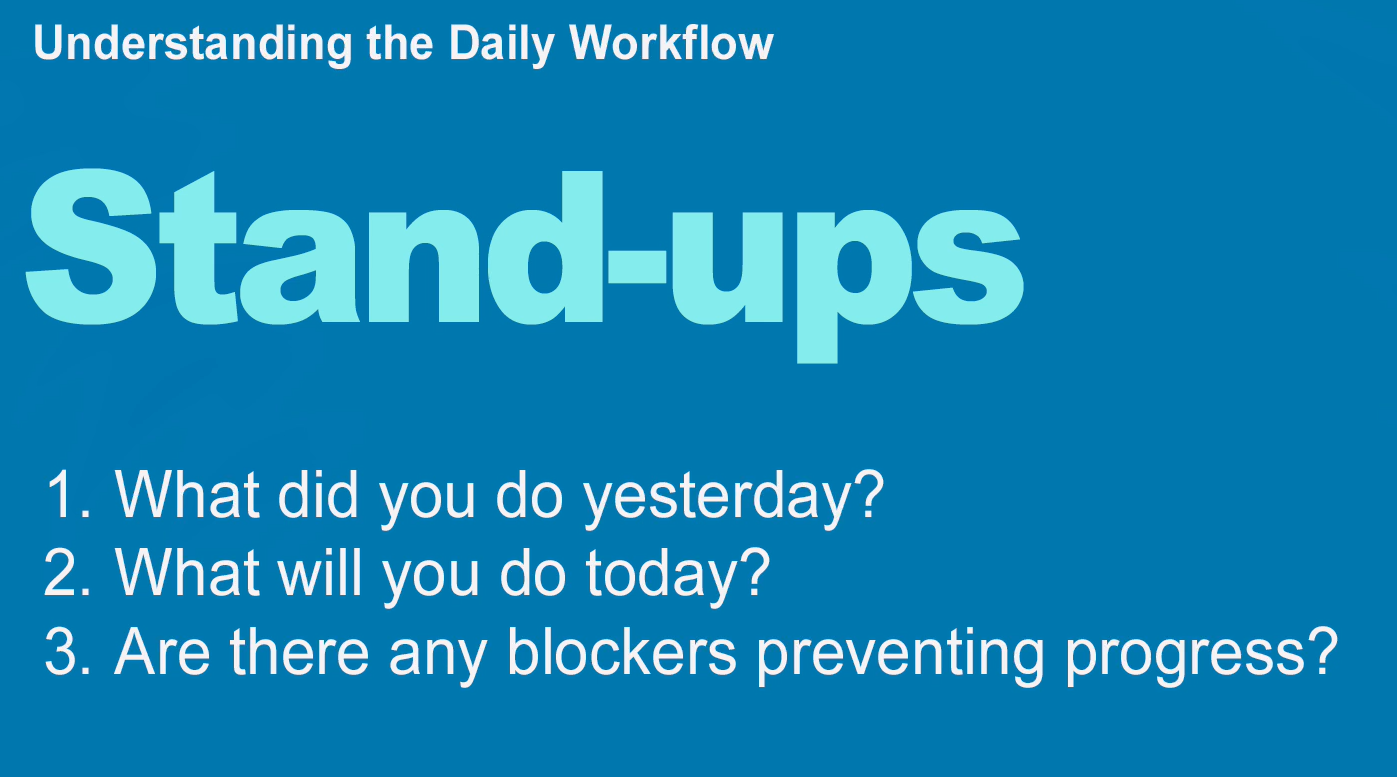 Understanding the Daily Workflow
Stand-ups
1. What did you do yesterday?
2. What will you do today?
3. Are there any blockers preventing progress?